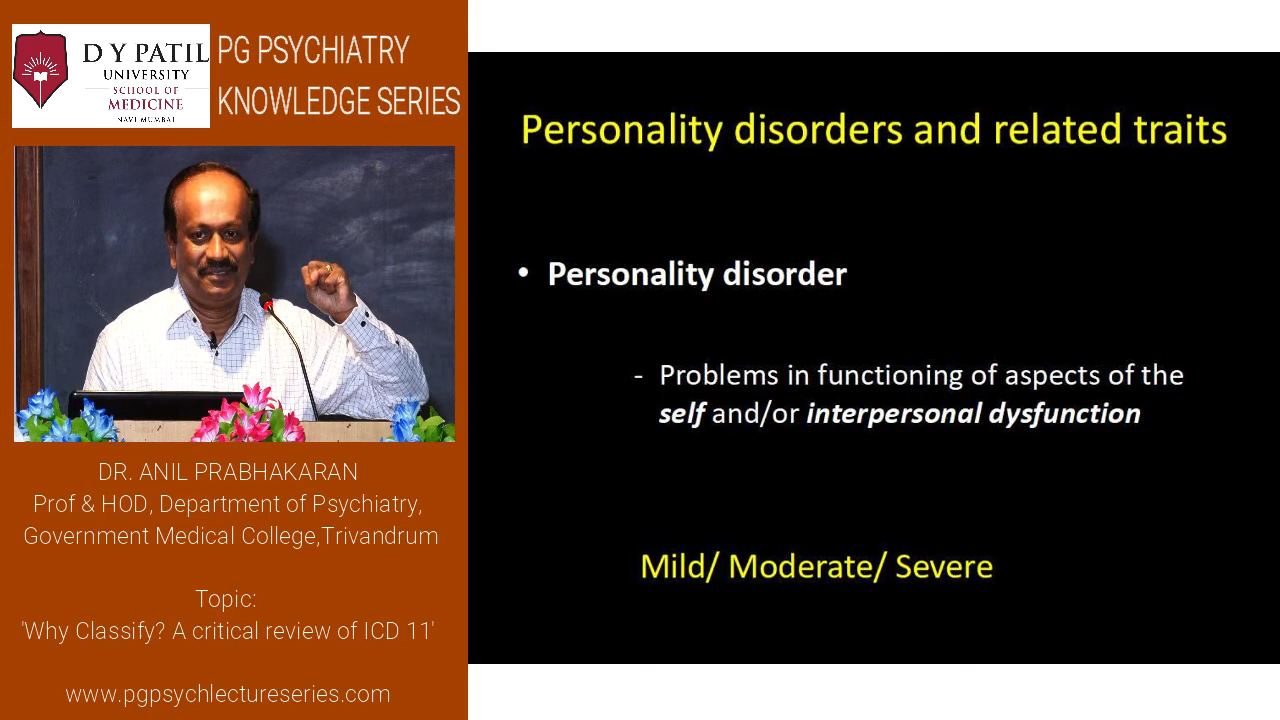 D Y PATIL
UNIVERSITY
SCHOOL OF
MEDICINE
NAVI MUMBAI
PG PSYCHIATRY
KNOWLEDGE SERIES
DR. ANIL PRABHAKARAN
Prof & HOD, Department of Psychiatry,
Government Medical College,Trivandrum
Topic:
'Why Classify? A critical review of ICD 11'
www.pgpsychlectureseries.com
Personality disorders and related traits
• Personality disorder
- Problems in functioning of aspects of the
self and/or interpersonal dysfunction
Mild/ Moderate/ Severe